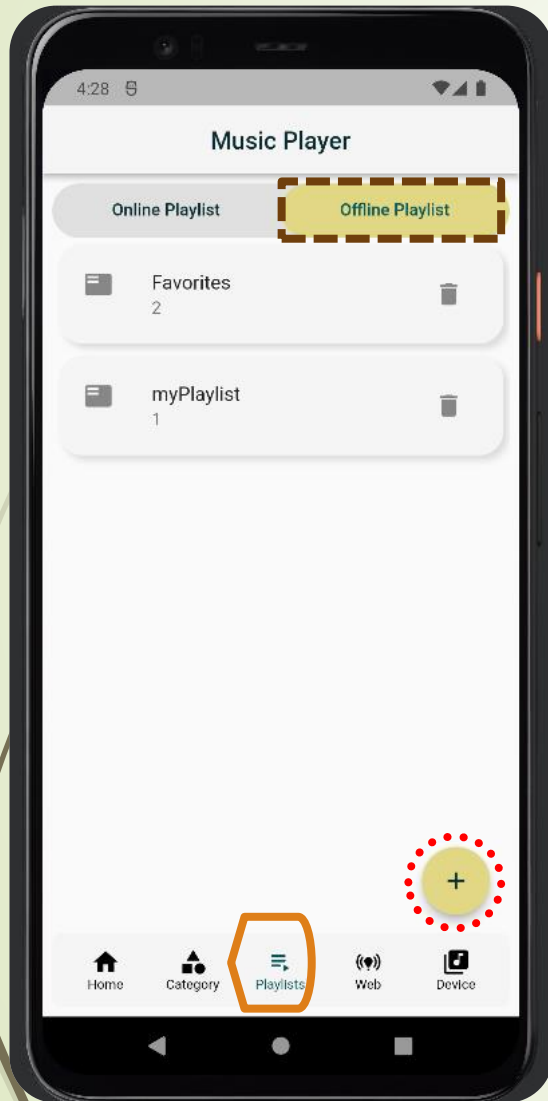 4:28
Music Player
Online Playlist
Offline Playlist
Favorites
2
myPlaylist
1
+
Home
Category
Playlists
Web
Device